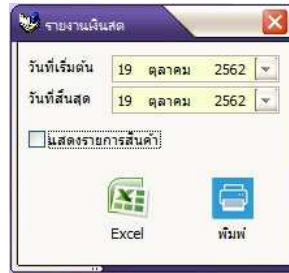 รายงานเงินสด
วันที่เริ่มต้น 19 ตุลาคม 2562
วันที่สิ้นสุด 19 ตุลาคม 2562
แสดงรายการสินค้า
Excel พิมพ์